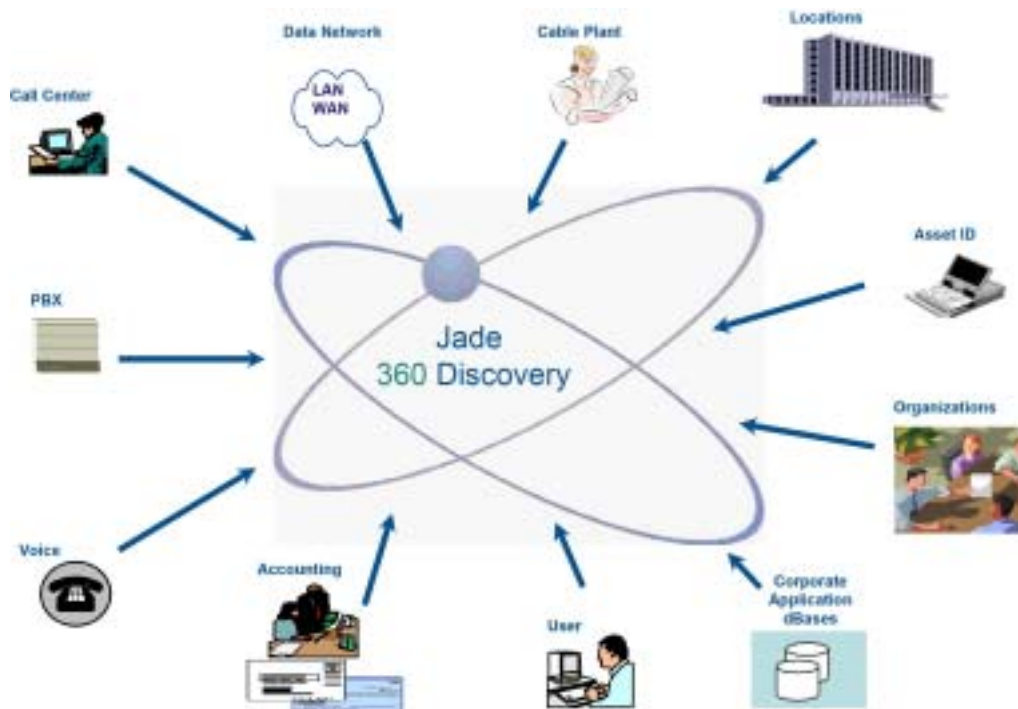 Locations
Data Network
Cable Plant
LAN
WAN
Call Center
Asset ID
PBX
Jade
360 Discovery
Organizations
Voice
Accounting
User
Corporate
Application
dBases